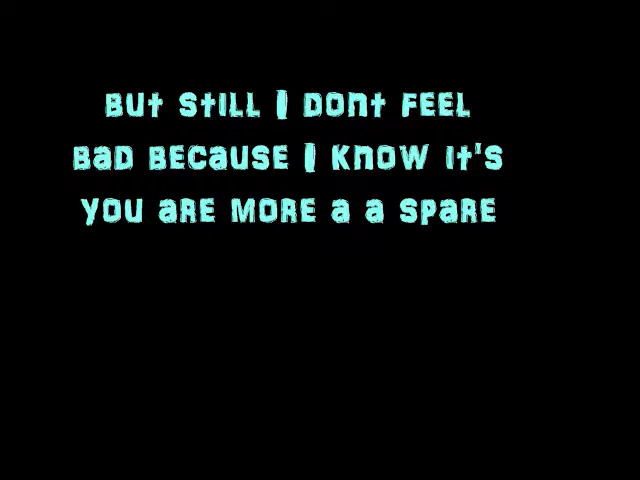 But still I dont feel
bad because I know it's
you are more a a spare